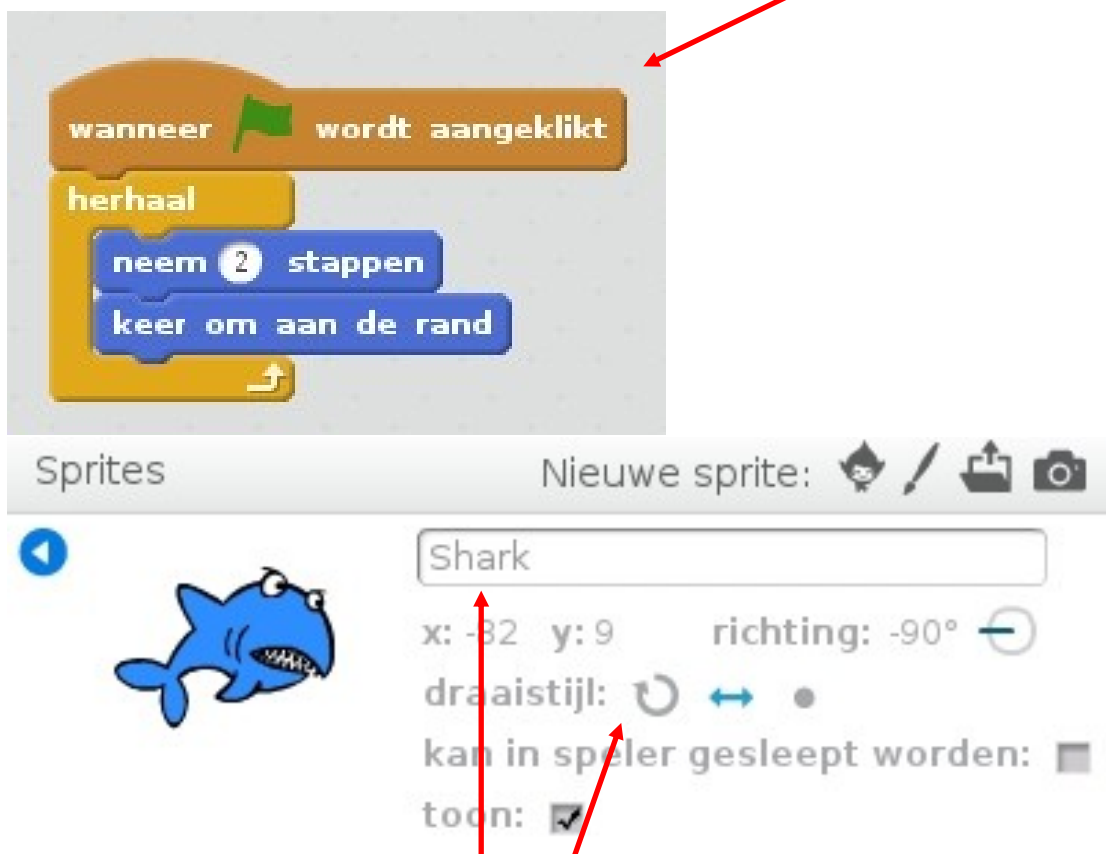 wanneer wordt aangeklikt
herhaal
neem 2 stappen
keer om aan de rand
Sprites Nieuwe sprite:
Shark
x: -32 y: 9 richting: -90°
draaistijl:
kan in speler gesleept worden:
toon: